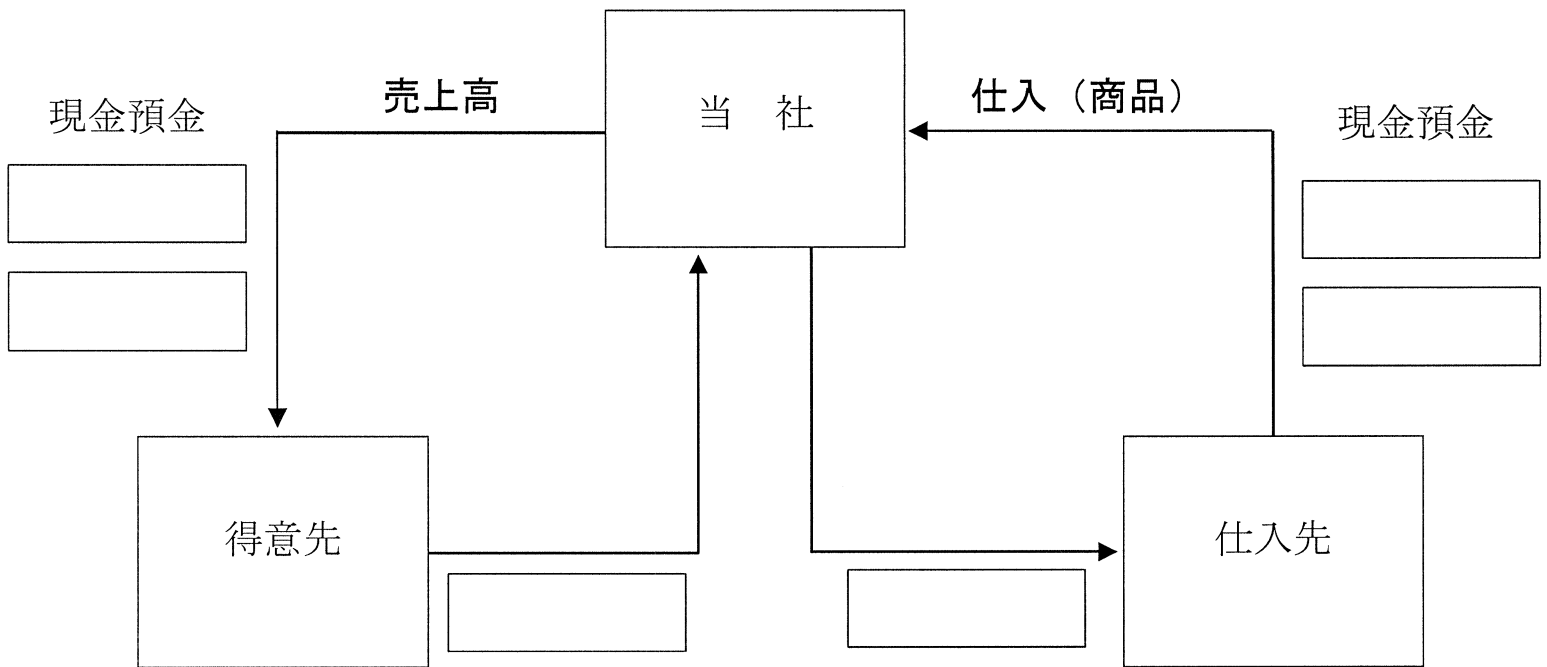 売上高
当 社
仕入（商品）
現金預金
現金預金
得意先
仕入先